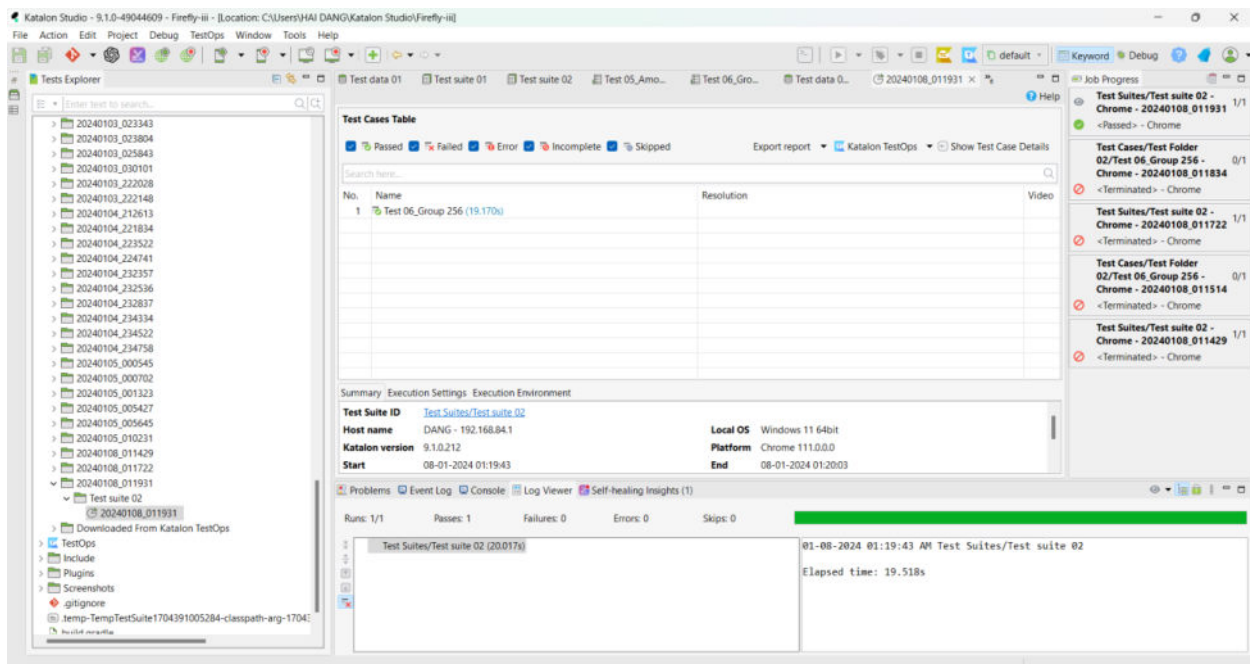 Katalon Studio - 9.1.0-49044609 - Firefly-iii - [Location: C:\Users\HAI DANG\Katalon Studio\Firefly-iii]
File Action Edit Project Debug TestOps Window Tools Help
default
Keyword
Debug
Tests Explorer
Enter text to search...
20240103_023343
20240103_023804
20240103_025843
20240103_030101
20240103_222028
20240103_222148
20240104_212613
20240104_221834
20240104_223522
20240104_224741
20240104_232357
20240104_232536
20240104_232837
20240104_234334
20240104_234522
20240104_234758
20240105_000545
20240105_000702
20240105_001323
20240105_005427
20240105_005645
20240105_010231
20240108_011429
20240108_011722
20240108_011931
Test suite 02
20240108_011931
Downloaded From Katalon TestOps
TestOps
Include
Plugins
Screenshots
.gitignore
.temp-TempTestSuite1704391005284-classpath-arg-1704:
build.gradle
Test data 01 Test suite 01 Test suite 02 Test 05_Amo... Test 06_Gro... Test data 0... 20240108_011931
Help
Test Cases Table
Passed Failed Error Incomplete Skipped Export report Katalon TestOps Show Test Case Details
Search here...
No. Name Resolution Video
1 Test 06_Group 256 (19.170s)
Summary Execution Settings Execution Environment
Test Suite ID Test Suites/Test suite 02
Host name DANG - 192.168.84.1 Local OS Windows 11 64bit
Katalon version 9.1.0.212 Platform Chrome 111.0.0.0
Start 08-01-2024 01:19:43 End 08-01-2024 01:20:03
Problems Event Log Console Log Viewer Self-healing Insights (1)
Runs: 1/1 Passes: 1 Failures: 0 Errors: 0 Skips: 0
Test Suites/Test suite 02 (20.017s)
01-08-2024 01:19:43 AM Test Suites/Test suite 02
Elapsed time: 19.518s
Job Progress
Test Suites/Test suite 02 -
Chrome - 20240108_011931 1/1
<Passed> - Chrome
Test Cases/Test Folder
02/Test 06_Group 256 - 0/1
Chrome - 20240108_011834
<Terminated> - Chrome
Test Suites/Test suite 02 -
Chrome - 20240108_011722 1/1
<Terminated> - Chrome
Test Cases/Test Folder
02/Test 06_Group 256 - 0/1
Chrome - 20240108_011514
<Terminated> - Chrome
Test Suites/Test suite 02 -
Chrome - 20240108_011429 1/1
<Terminated> - Chrome